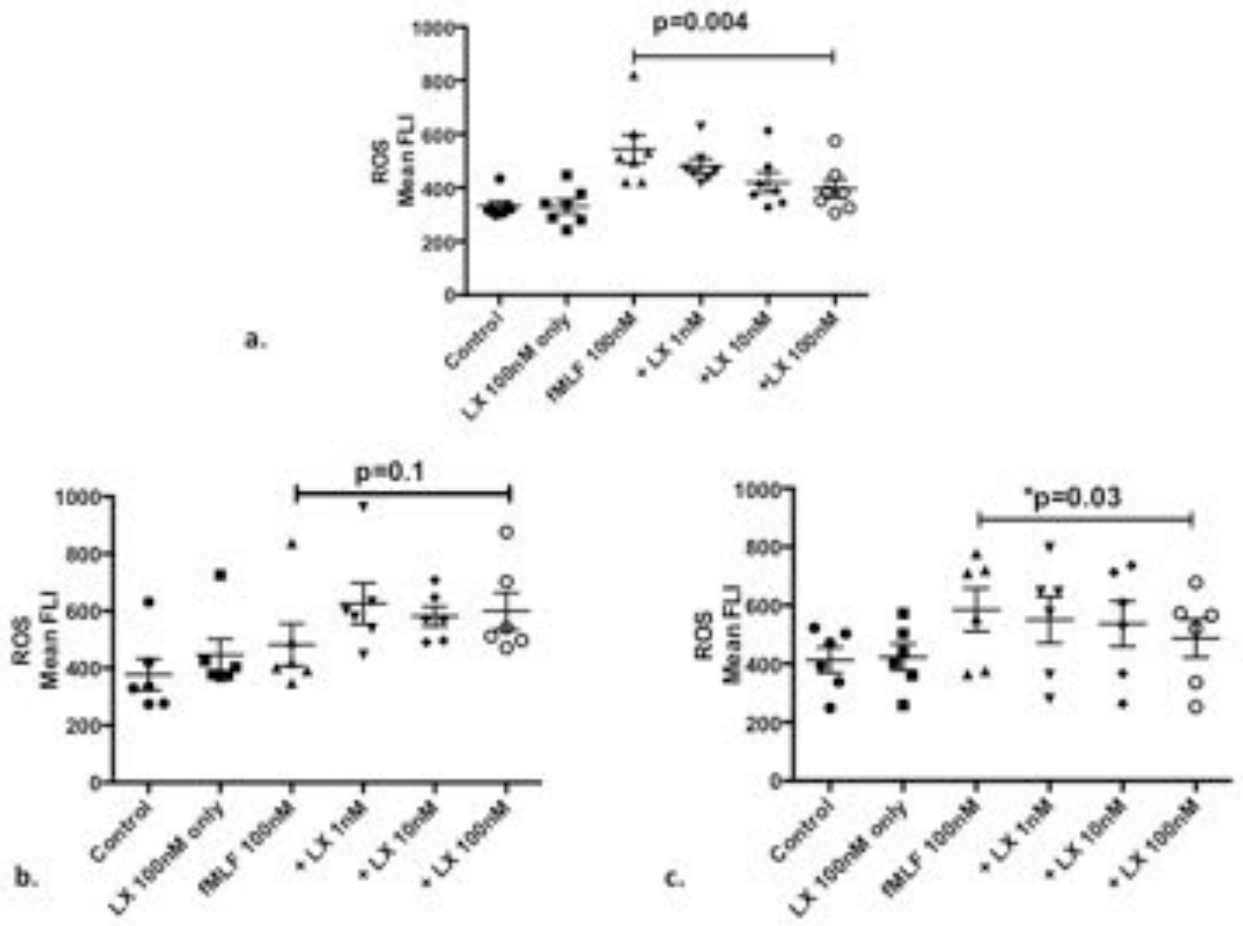 p=0.004
1000
800
600
400
200
0
ROS
Mean FLI
Control
LX 100nM only
fMLF 100nM
+ LX 1nM
+LX 10nM
+LX 100nM
a.
p=0.1
1000
800
600
400
200
0
ROS
Mean FLI
Control
LX 100nM only
fMLF 100nM
+ LX 1nM
+ LX 10nM
+ LX 100nM
b.
*p=0.03
1000
800
600
400
200
0
ROS
Mean FLI
Control
LX 100nM only
fMLF 100nM
+ LX 1nM
+ LX 10nM
+ LX 100nM
c.